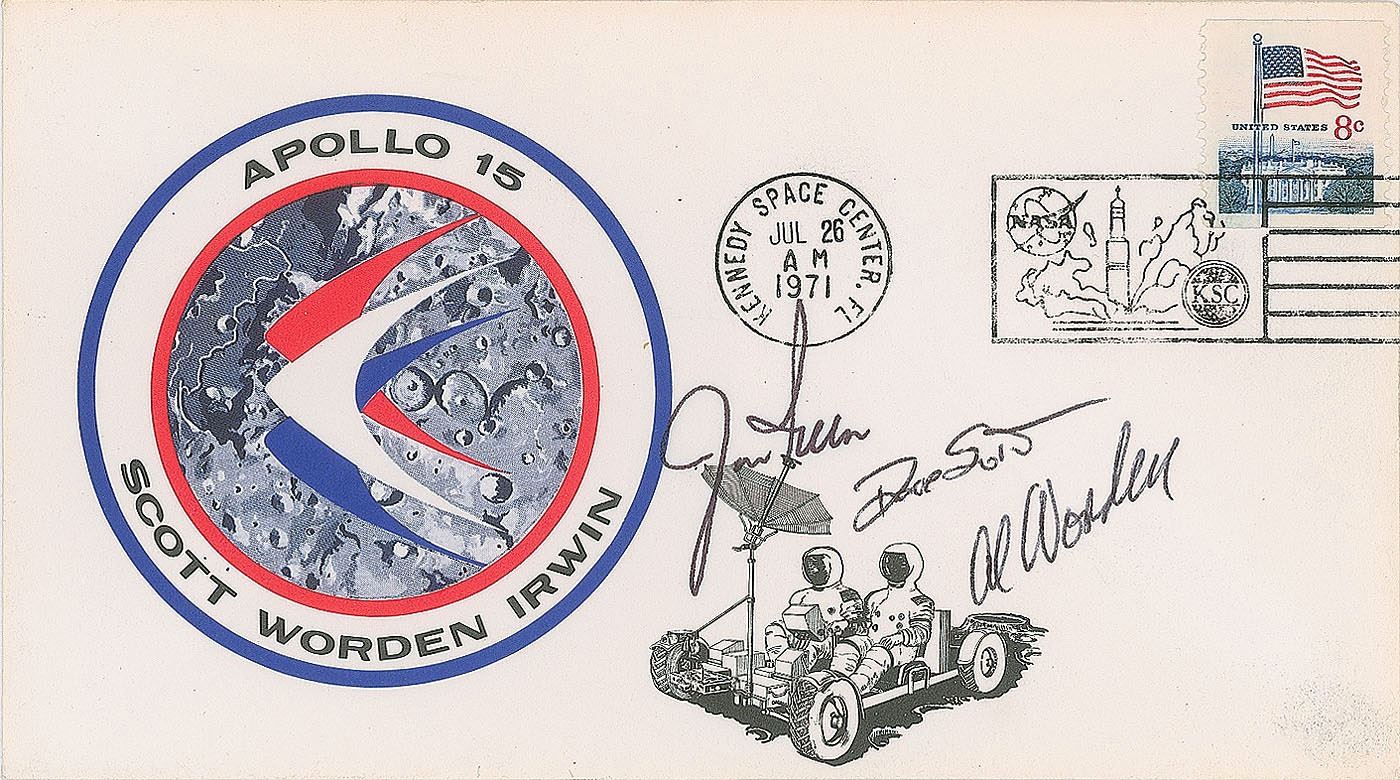 APOLLO 15
SCOTT WORDEN IRWIN
KENNEDY SPACE CENTER, FL
JUL 26
AM
1971
UNITED STATES 8c
NASA
KSC
Jim Irwin
Dave Scott
Al Worden